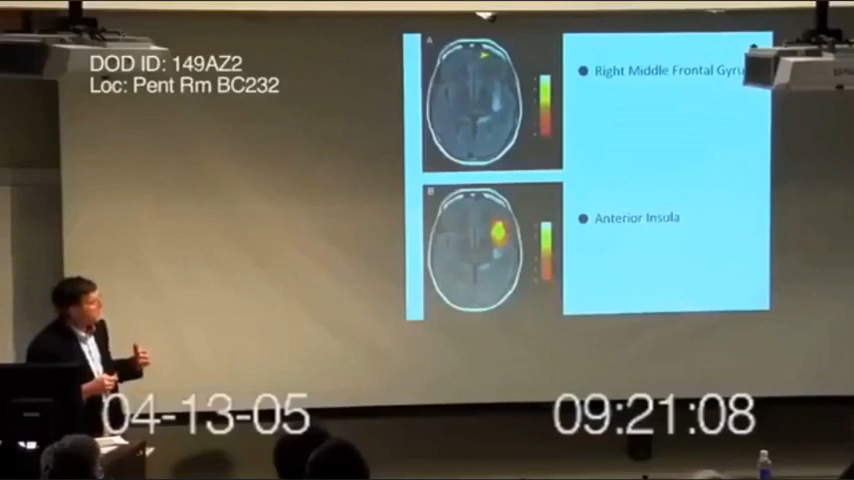 DOD ID: 149AZ2
Loc: Pent Rm BC232
A
Right Middle Frontal Gyru
B
Anterior Insula
04-13-05
09:21:08